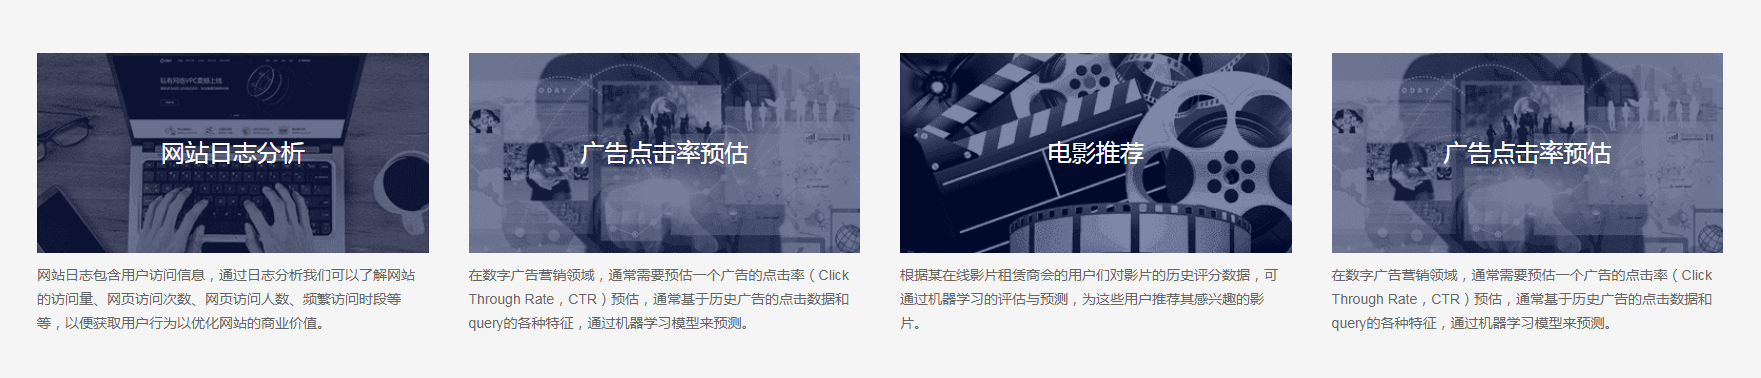 私有网络VPC震撼上线
ODAY
ODAY
网站日志分析
广告点击率预估
电影推荐
广告点击率预估
网站日志包含用户访问信息，通过日志分析我们可以了解网站
的访问量、网页访问次数、网页访问人数、频繁访问时段等
等，以便获取用户行为以优化网站的商业价值。
在数字广告营销领域，通常需要预估一个广告的点击率（Click
Through Rate，CTR）预估，通常基于历史广告的点击数据和
query的各种特征，通过机器学习模型来预测。
根据某在线影片租赁商会的用户们对影片的历史评分数据，可
通过机器学习的评估与预测，为这些用户推荐其感兴趣的影
片。
在数字广告营销领域，通常需要预估一个广告的点击率（Click
Through Rate，CTR）预估，通常基于历史广告的点击数据和
query的各种特征，通过机器学习模型来预测。